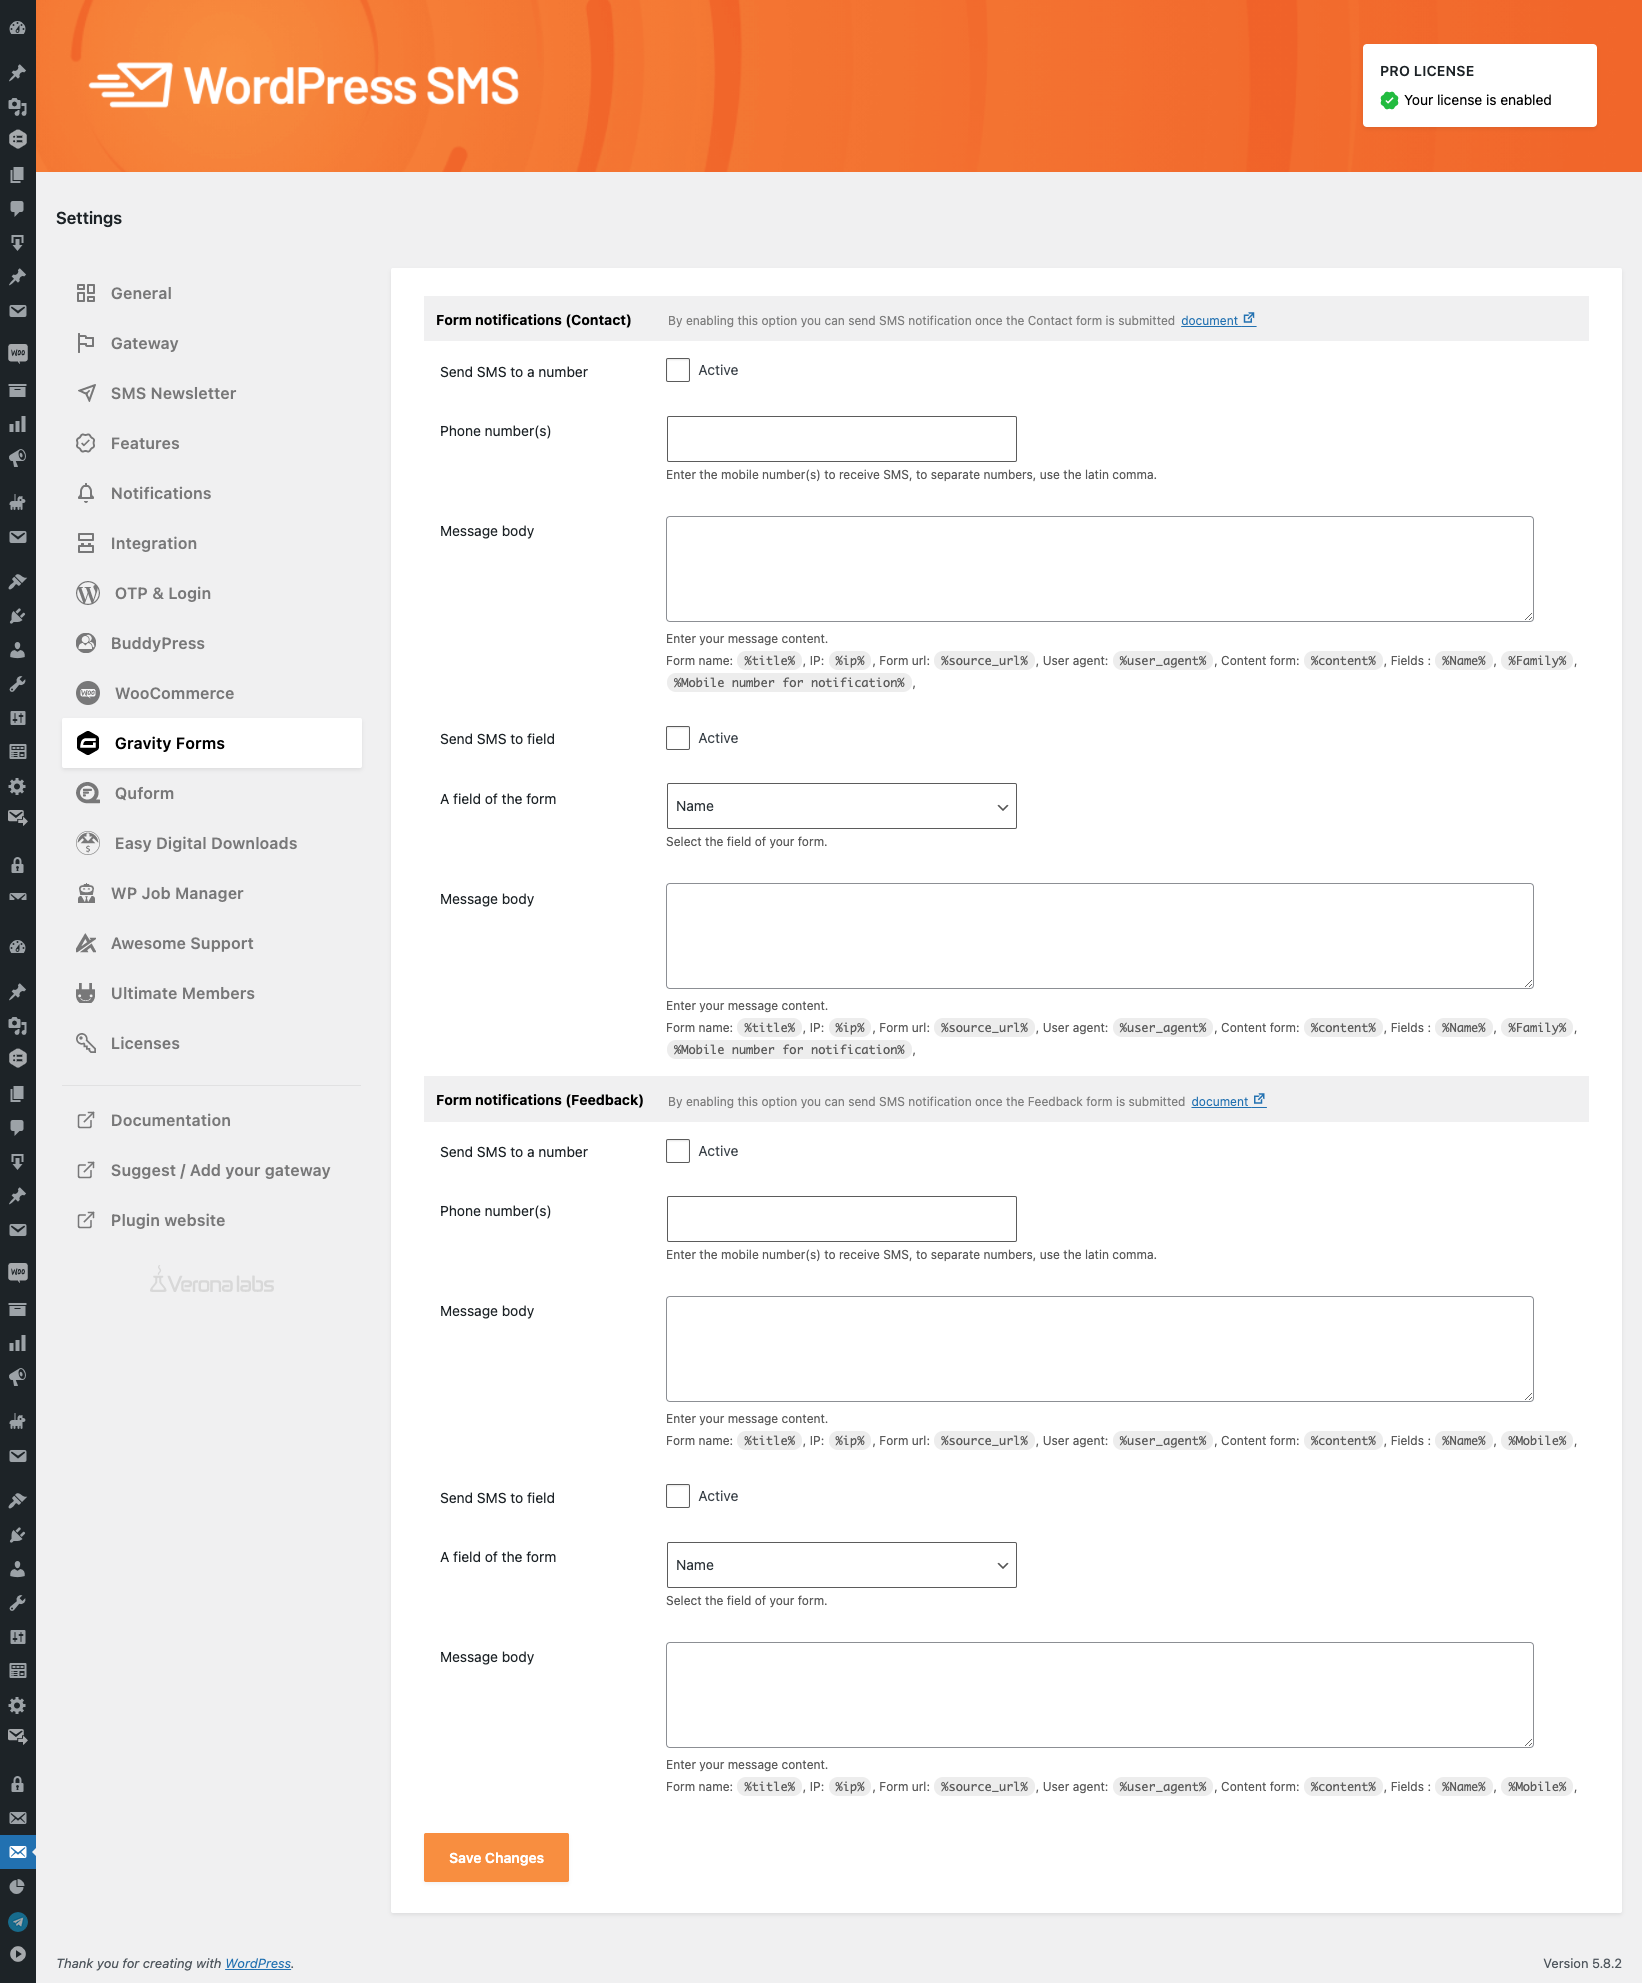 WordPress SMS
PRO LICENSE
Your license is enabled
Settings
General
Gateway
SMS Newsletter
Features
Notifications
Integration
OTP & Login
BuddyPress
WooCommerce
Gravity Forms
Quform
Easy Digital Downloads
WP Job Manager
Awesome Support
Ultimate Members
Licenses
Documentation
Suggest / Add your gateway
Plugin website
Verona labs
Form notifications (Contact) By enabling this option you can send SMS notification once the Contact form is submitted document
Send SMS to a number Active
Phone number(s)
Enter the mobile number(s) to receive SMS, to separate numbers, use the latin comma.
Message body
Enter your message content.
Form name: %title% , IP: %ip% , Form url: %source_url% , User agent: %user_agent% , Content form: %content% , Fields : %Name% , %Family% ,
%Mobile number for notification% ,
Send SMS to field Active
A field of the form Name
Select the field of your form.
Message body
Enter your message content.
Form name: %title% , IP: %ip% , Form url: %source_url% , User agent: %user_agent% , Content form: %content% , Fields : %Name% , %Family% ,
%Mobile number for notification% ,
Form notifications (Feedback) By enabling this option you can send SMS notification once the Feedback form is submitted document
Send SMS to a number Active
Phone number(s)
Enter the mobile number(s) to receive SMS, to separate numbers, use the latin comma.
Message body
Enter your message content.
Form name: %title% , IP: %ip% , Form url: %source_url% , User agent: %user_agent% , Content form: %content% , Fields : %Name% , %Mobile% ,
Send SMS to field Active
A field of the form Name
Select the field of your form.
Message body
Enter your message content.
Form name: %title% , IP: %ip% , Form url: %source_url% , User agent: %user_agent% , Content form: %content% , Fields : %Name% , %Mobile% ,
Save Changes
Thank you for creating with WordPress.
Version 5.8.2